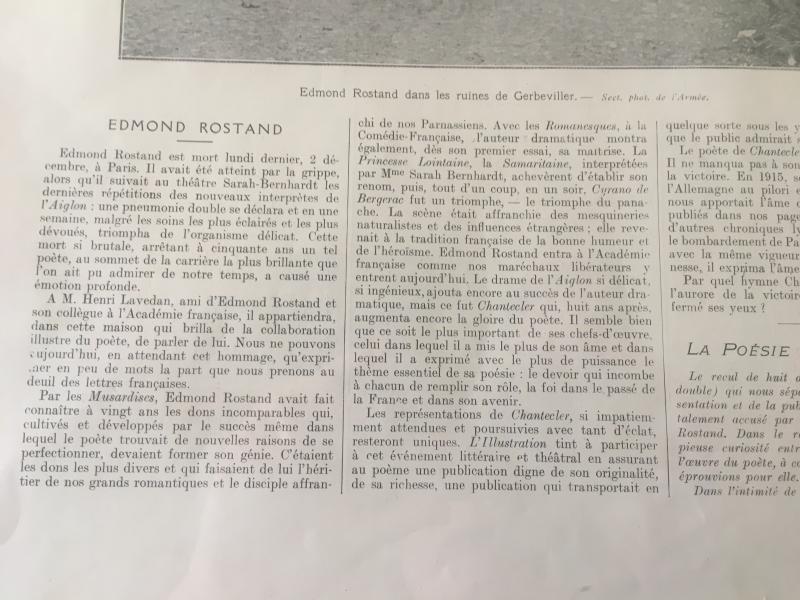 Edmond Rostand dans les ruines de Gerbeviller. — Sect. phot. de l'Armée.
EDMOND ROSTAND
Edmond Rostand est mort lundi dernier, 2 dé-
cembre, à Paris. Il avait été atteint par la grippe,
alors qu'il suivait au théâtre Sarah-Bernhardt les
dernières répétitions des nouveaux interprètes de
l'Aiglon : une pneumonie double se déclara et en une
semaine, malgré les soins les plus éclairés et les plus
dévoués, triompha de l'organisme délicat. Cette
mort si brutale, arrêtant à cinquante ans un tel
poète, au sommet de la carrière la plus brillante que
l'on ait pu admirer de notre temps, a causé une
émotion profonde.
A M. Henri Lavedan, ami d'Edmond Rostand et
son collègue à l'Académie française, il appartiendra,
dans cette maison qui brilla de la collaboration
illustre du poète, de parler de lui. Nous ne pouvons
aujourd'hui, en attendant cet hommage, qu'expri-
mer en peu de mots la part que nous prenons au
deuil des lettres françaises.
Par les Musardises, Edmond Rostand avait fait
connaître à vingt ans les dons incomparables qui,
cultivés et développés par le succès même dans
lequel le poète trouvait de nouvelles raisons de se
perfectionner, devaient former son génie. C'étaient
les dons les plus divers et qui faisaient de lui l'héri-
tier de nos grands romantiques et le disciple affran-
chi de nos Parnassiens. Avec les Romanesques, à la
Comédie-Française, l'auteur dramatique montra
également, dès son premier essai, sa maîtrise. La
Princesse Lointaine, la Samaritaine, interprétées
par Mme Sarah Bernhardt, achevèrent d'établir son
renom, puis, tout d'un coup, en un soir, Cyrano de
Bergerac fut un triomphe, — le triomphe du pana-
che. La scène était affranchie des mesquineries
naturalistes et des influences étrangères ; elle reve-
nait à la tradition française de la bonne humeur et
de l'héroïsme. Edmond Rostand entra à l'Académie
française comme nos maréchaux libérateurs y
entrent aujourd'hui. Le drame de l'Aiglon si délicat,
si ingénieux, ajouta encore au succès de l'auteur dra-
matique, mais ce fut Chantecler qui, huit ans après,
augmenta encore la gloire du poète. Il semble bien
que ce soit le plus important de ses chefs-d'œuvre,
celui dans lequel il a mis le plus de son âme et dans
lequel il a exprimé avec le plus de puissance le
thème essentiel de sa poésie : le devoir qui incombe
à chacun de remplir son rôle, la foi dans le passé de
la France et dans son avenir.
Les représentations de Chantecler, si impatiem-
ment attendues et poursuivies avec tant d'éclat,
resteront uniques. L'Illustration tint à participer
à cet événement littéraire et théâtral en assurant
au poème une publication digne de son originalité,
de sa richesse, une publication qui transportait en
quelque sorte sous les y
que le public admirait s
Le poète de Chantecler
Il ne manqua pas à son
la victoire. En 1915, s
l'Allemagne au pilori e
nous apportait l'âme d
publiés dans nos page
d'autres chroniques ly
le bombardement de Pa
avec la même vigueur
nesse, il exprima l'âme
Par quel hymne Ch
l'aurore de la victoire
fermé ses yeux ?
LA POÉSIE
Le recul de huit a
double) qui nous sépa
sentation et de la pub
talement accusé par
Rostand. Dans le re
pieuse curiosité entre
l'œuvre du poète, à co
éprouvions pour elle.
Dans l'intimité de